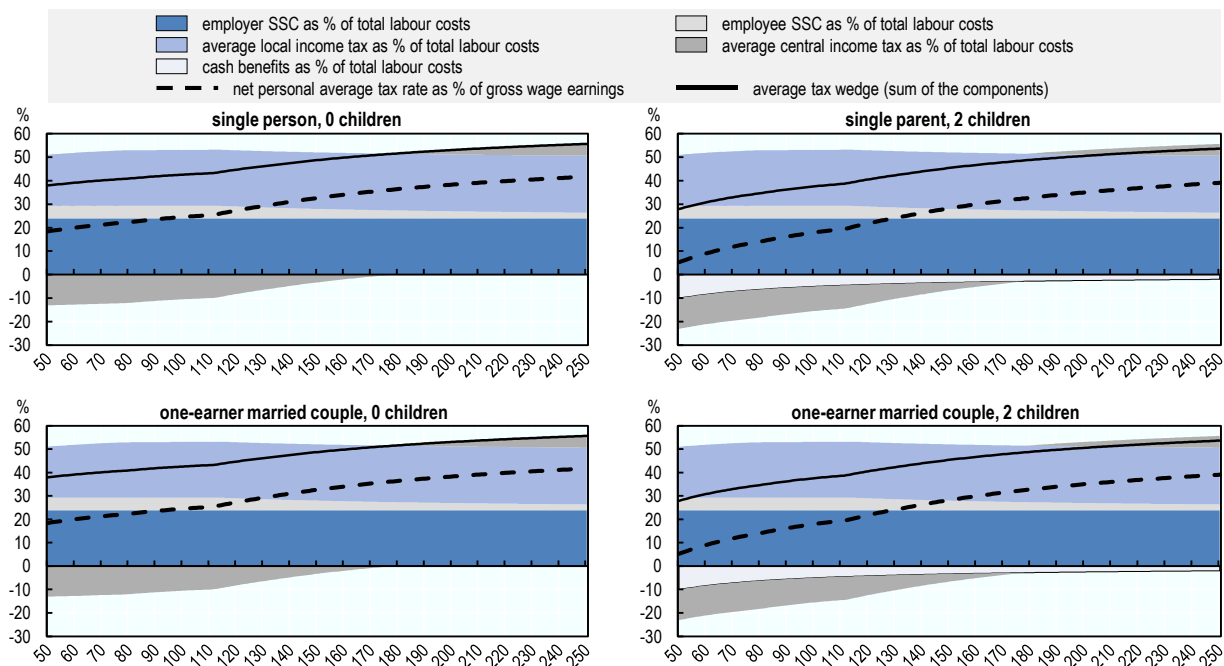 employer SSC as % of total labour costs
employee SSC as % of total labour costs
average local income tax as % of total labour costs
average central income tax as % of total labour costs
cash benefits as % of total labour costs
net personal average tax rate as % of gross wage earnings
average tax wedge (sum of the components)
%
single person, 0 children
60
50
40
30
20
10
0
-10
-20
-30
50 60 70 80 90 100 110 120 130 140 150 160 170 180 190 200 210 220 230 240 250
%
single parent, 2 children
60
50
40
30
20
10
0
-10
-20
-30
50 60 70 80 90 100 110 120 130 140 150 160 170 180 190 200 210 220 230 240 250
%
one-earner married couple, 0 children
60
50
40
30
20
10
0
-10
-20
-30
50 60 70 80 90 100 110 120 130 140 150 160 170 180 190 200 210 220 230 240 250
%
one-earner married couple, 2 children
60
50
40
30
20
10
0
-10
-20
-30
50 60 70 80 90 100 110 120 130 140 150 160 170 180 190 200 210 220 230 240 250